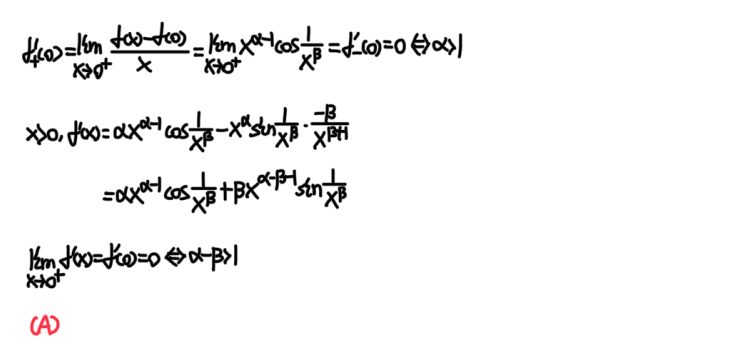 f'₊(0)=lim_{x→0⁺} (f(x)-f(0))/x = lim_{x→0⁺} x^{α-1}cos 1/x^β = f'₋(0)=0 ⇔ α>1
x>0, f'(x)=αx^{α-1}cos 1/x^β - x^α sin 1/x^β · -β/x^{β+1}
=αx^{α-1}cos 1/x^β + βx^{α-β-1} sin 1/x^β
lim_{x→0⁺} f'(x)=f'(0)=0 ⇔ α-β>1
(A)